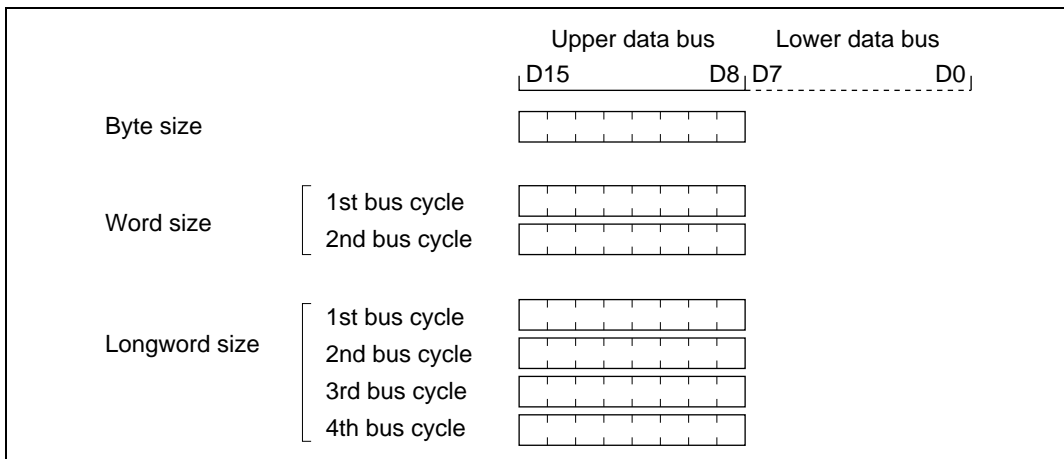 Upper data bus Lower data bus
D15 D8 D7 D0
Byte size
Word size
1st bus cycle
2nd bus cycle
Longword size
1st bus cycle
2nd bus cycle
3rd bus cycle
4th bus cycle